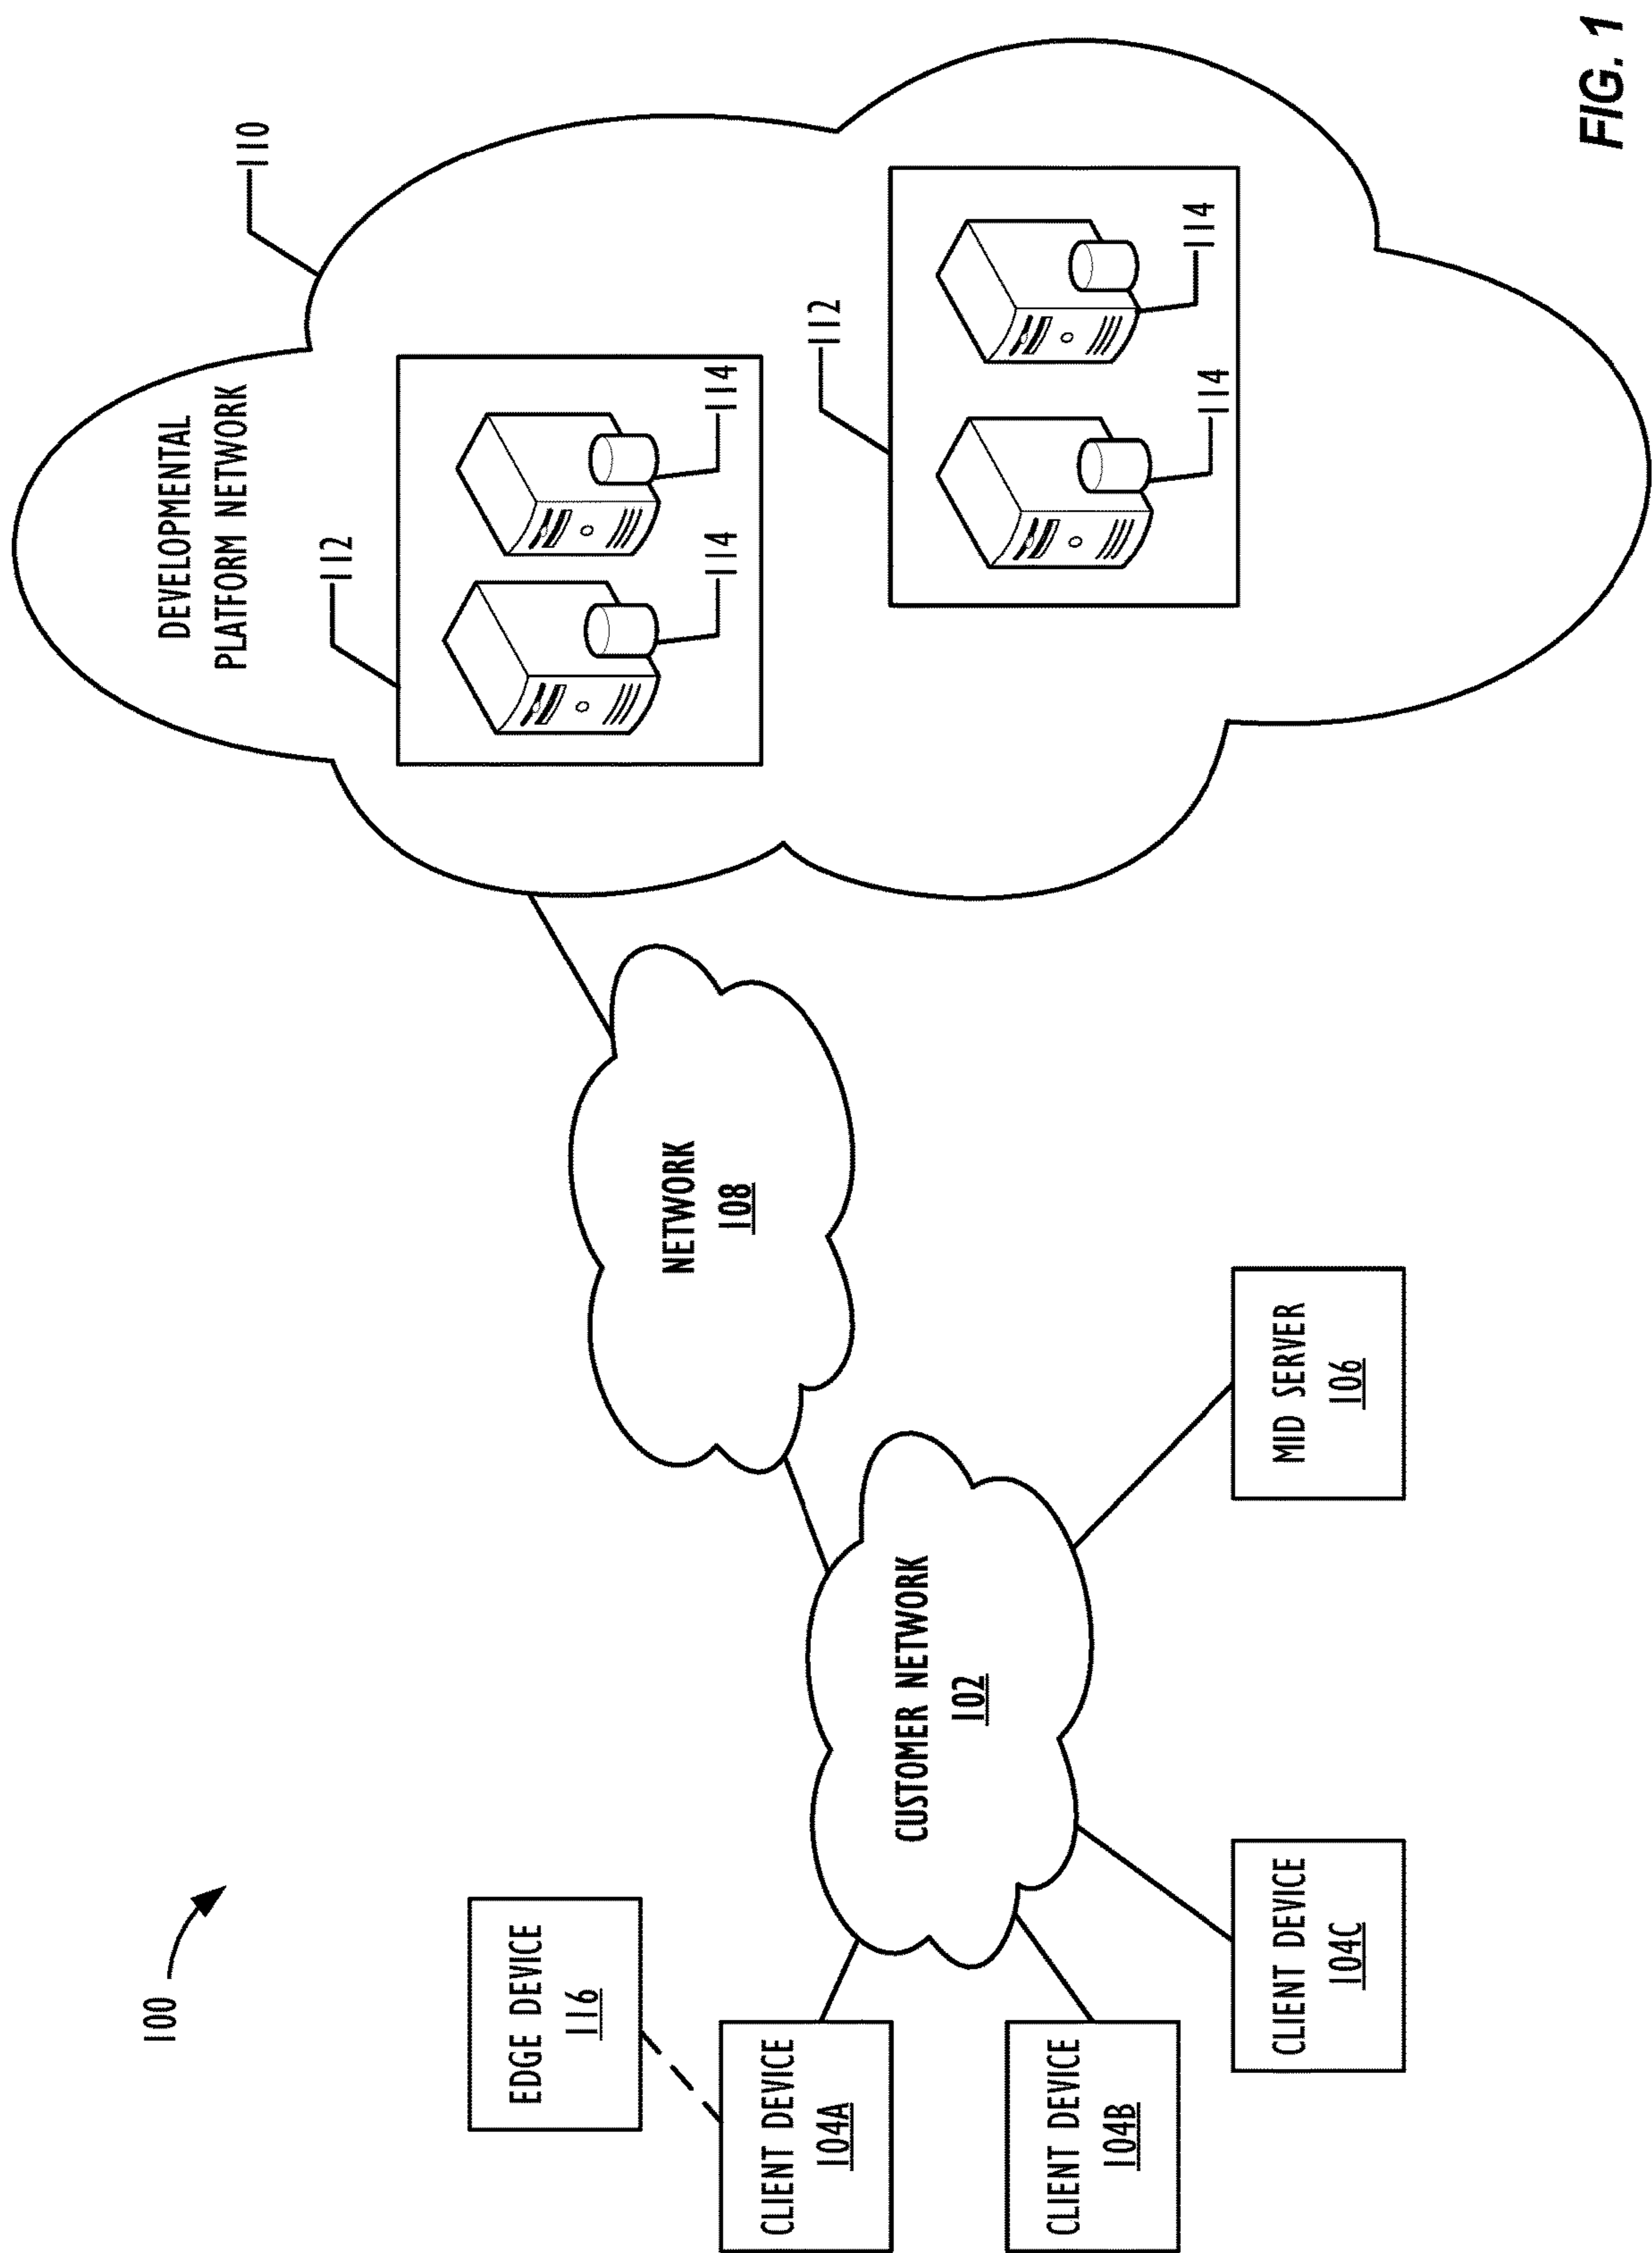 100
EDGE DEVICE
116
CLIENT DEVICE
104A
CLIENT DEVICE
104B
CLIENT DEVICE
104C
CUSTOMER NETWORK
102
MID SERVER
106
NETWORK
108
DEVELOPMENTAL
PLATFORM NETWORK
110
112
114
114
112
114
114
FIG. 1